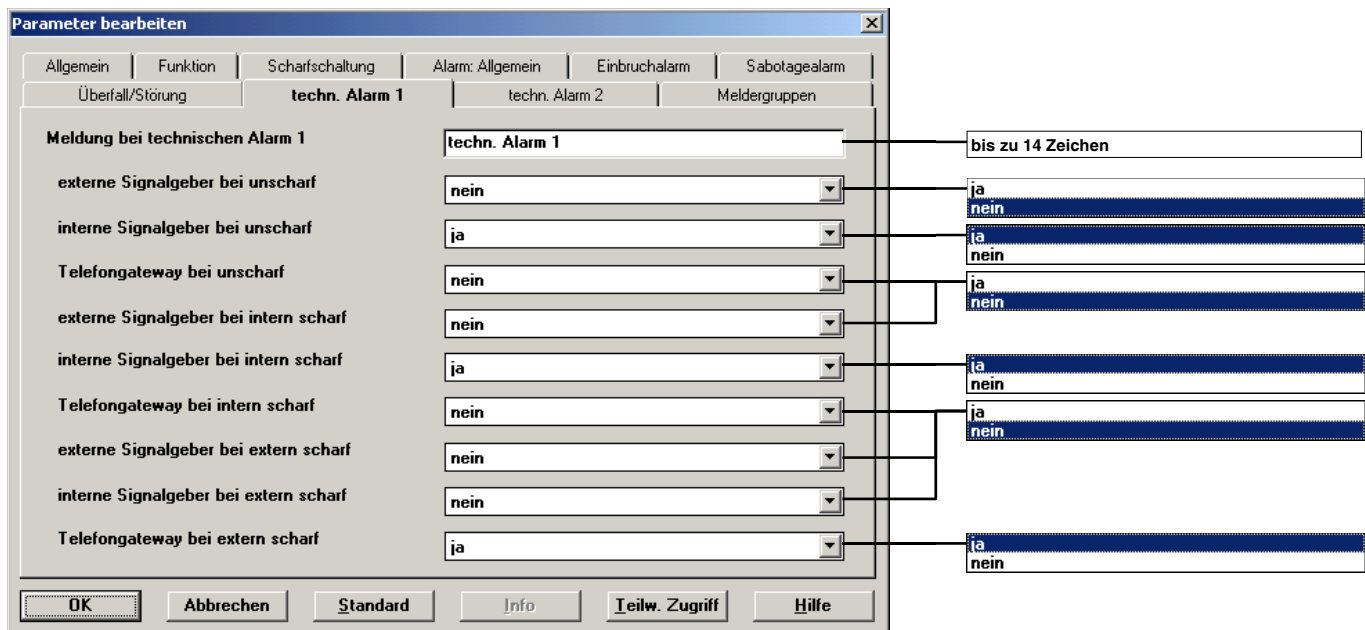 Parameter bearbeiten
Allgemein Funktion Scharfschaltung Alarm: Allgemein Einbruchalarm Sabotagealarm
Überfall/Störung techn. Alarm 1 techn. Alarm 2 Meldergruppen
Meldung bei technischen Alarm 1 techn. Alarm 1 bis zu 14 Zeichen
externe Signalgeber bei unscharf nein ja
nein
interne Signalgeber bei unscharf ja ja
nein
Telefongateway bei unscharf nein ja
nein
externe Signalgeber bei intern scharf nein
interne Signalgeber bei intern scharf ja ja
nein
Telefongateway bei intern scharf nein ja
nein
externe Signalgeber bei extern scharf nein
interne Signalgeber bei extern scharf nein
Telefongateway bei extern scharf ja ja
nein
OK Abbrechen Standard Info Teilw. Zugriff Hilfe